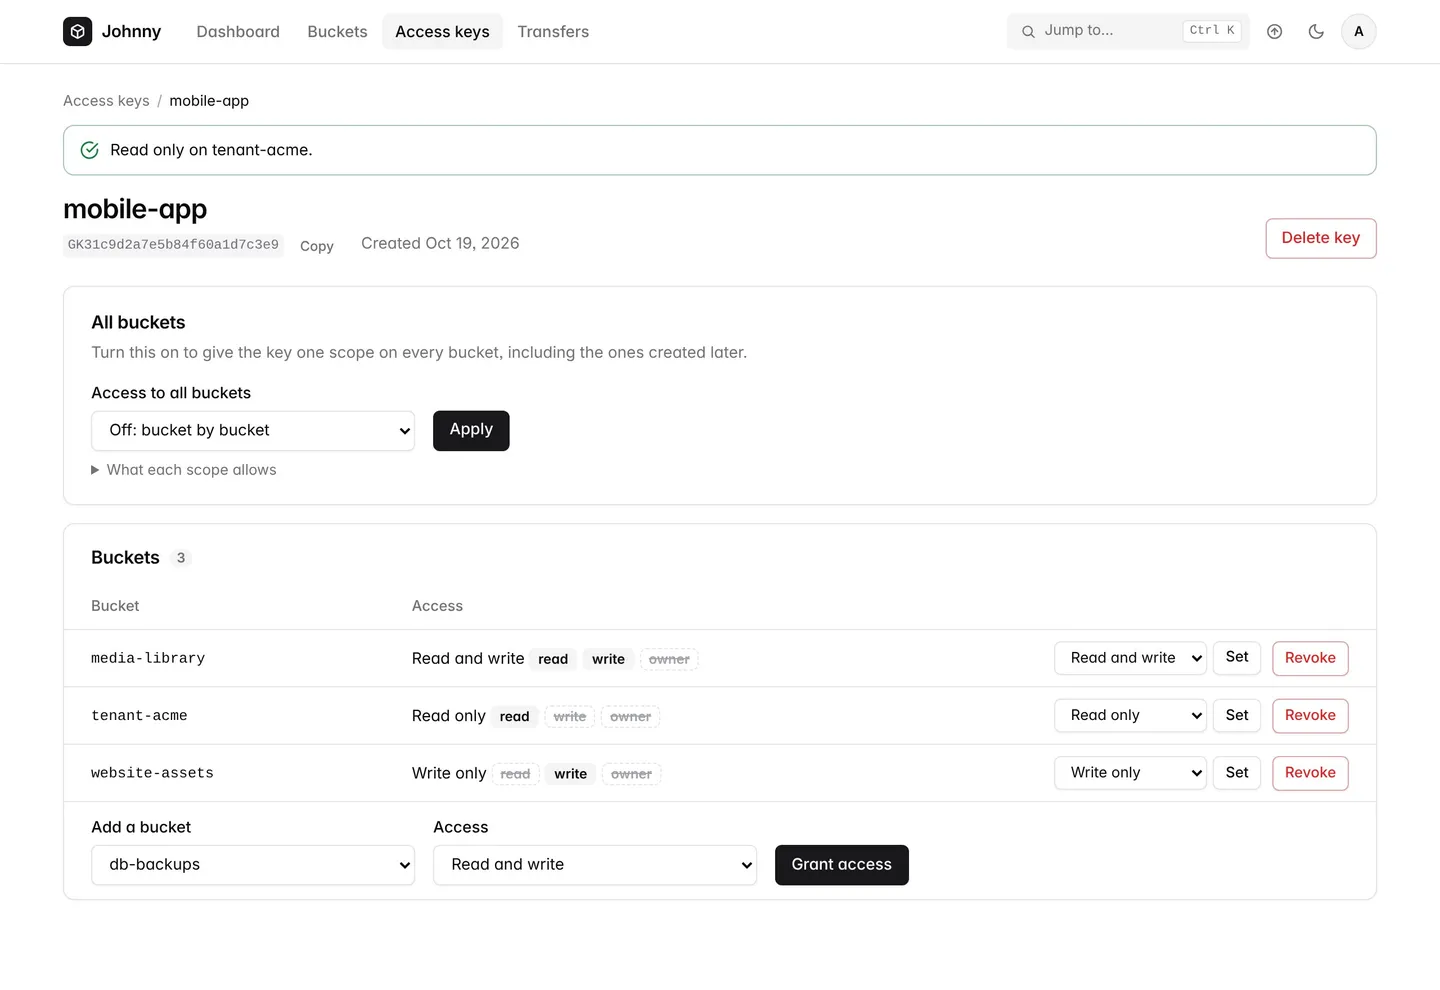 Johnny Dashboard Buckets Access keys Transfers Jump to... Ctrl K A
Access keys / mobile-app
Read only on tenant-acme.
mobile-app
GK31c9d2a7e5b84f60a1d7c3e9 Copy Created Oct 19, 2026 Delete key
All buckets
Turn this on to give the key one scope on every bucket, including the ones created later.
Access to all buckets
Off: bucket by bucket Apply
What each scope allows
Buckets 3
Bucket Access
media-library Read and write read write owner Read and write Set Revoke
tenant-acme Read only read write owner Read only Set Revoke
website-assets Write only read write owner Write only Set Revoke
Add a bucket Access
db-backups Read and write Grant access